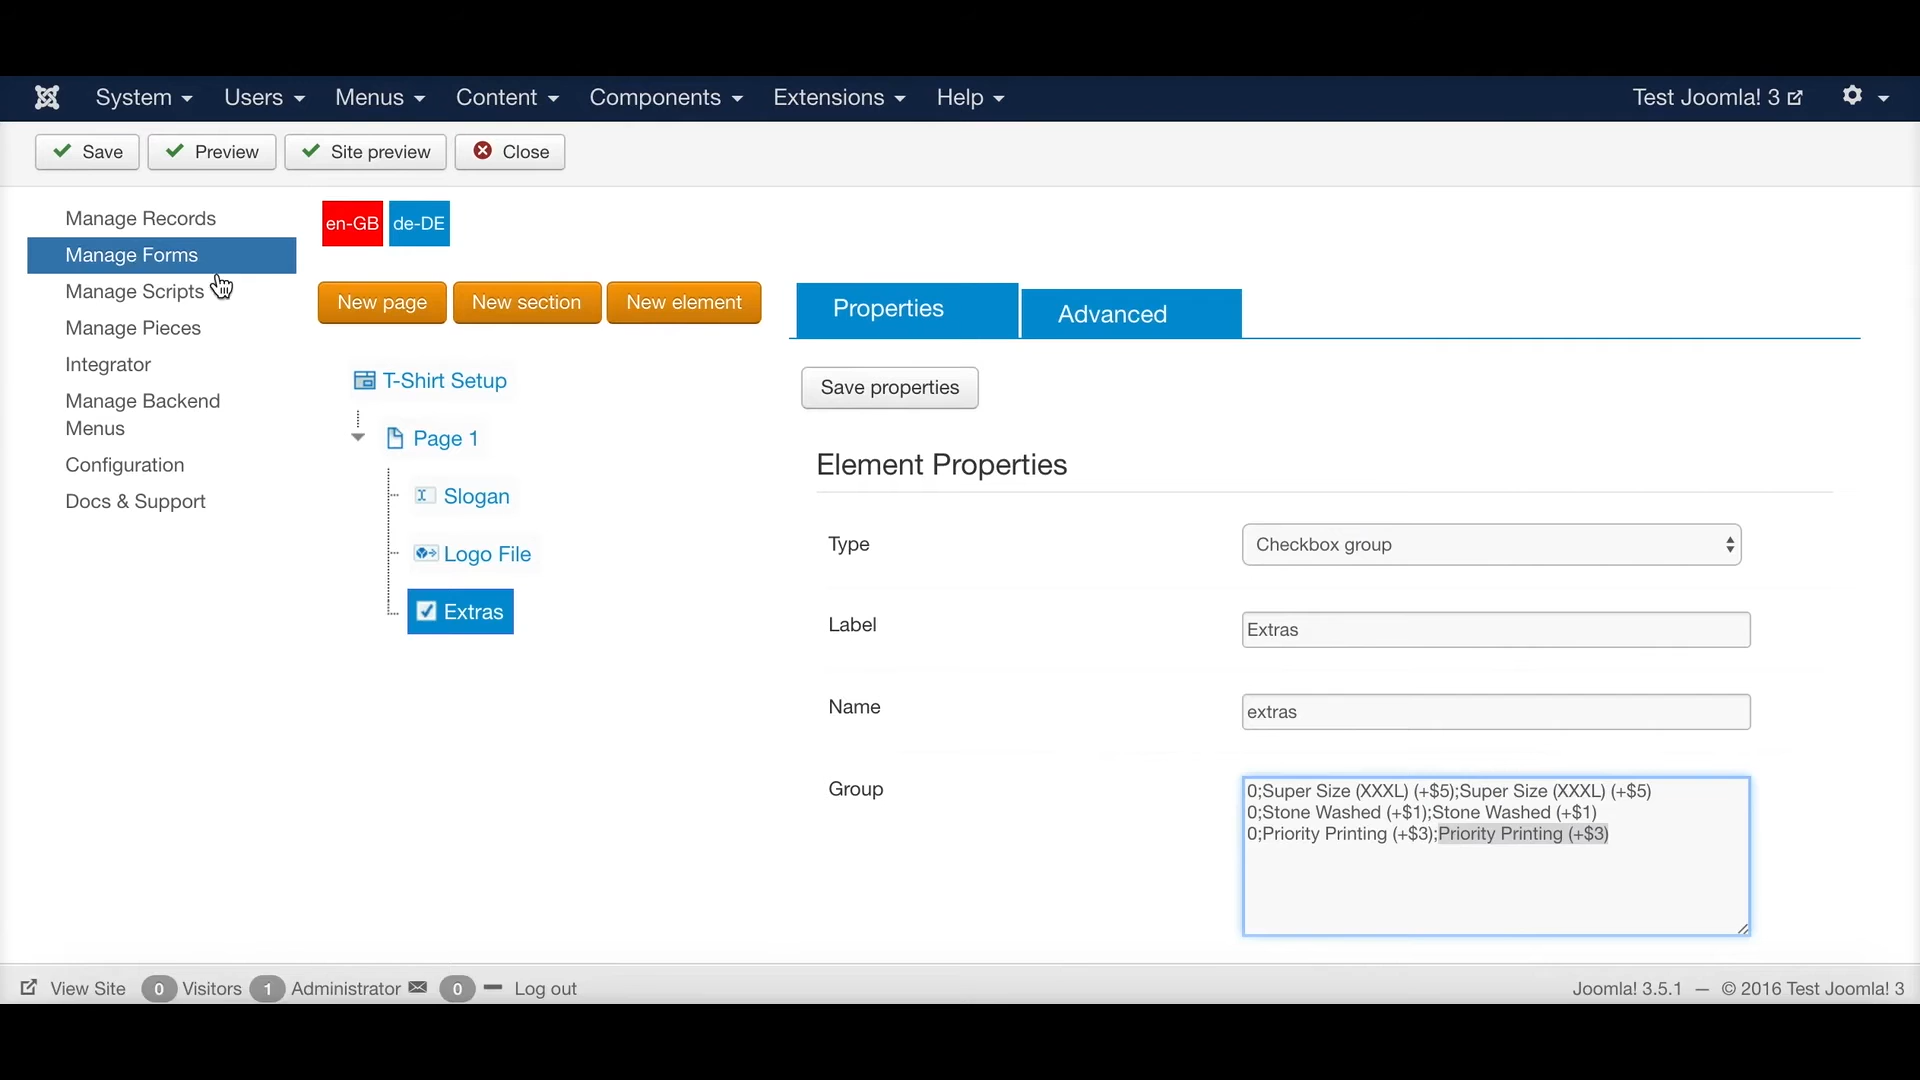 System Users Menus Content Components Extensions Help Test Joomla! 3
Save Preview Site preview Close
Manage Records
Manage Forms
Manage Scripts
Manage Pieces
Integrator
Manage Backend
Menus
Configuration
Docs & Support
en-GB de-DE
New page New section New element
T-Shirt Setup
Page 1
Slogan
Logo File
Extras
Properties Advanced
Save properties
Element Properties
Type Checkbox group
Label Extras
Name extras
Group
0;Super Size (XXXL) (+$5);Super Size (XXXL) (+$5)
0;Stone Washed (+$1);Stone Washed (+$1)
0;Priority Printing (+$3);Priority Printing (+$3)
View Site 0 Visitors 1 Administrator 0 Log out Joomla! 3.5.1 — © 2016 Test Joomla! 3